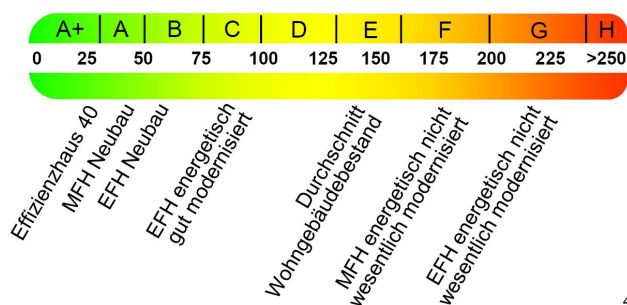 A+ A B C D E F G H
0 25 50 75 100 125 150 175 200 225 >250
Effizienzhaus 40
MFH Neubau
EFH Neubau
EFH energetisch
gut modernisiert
Durchschnitt
Wohngebäudebestand
MFH energetisch nicht
wesentlich modernisiert
EFH energetisch nicht
wesentlich modernisiert